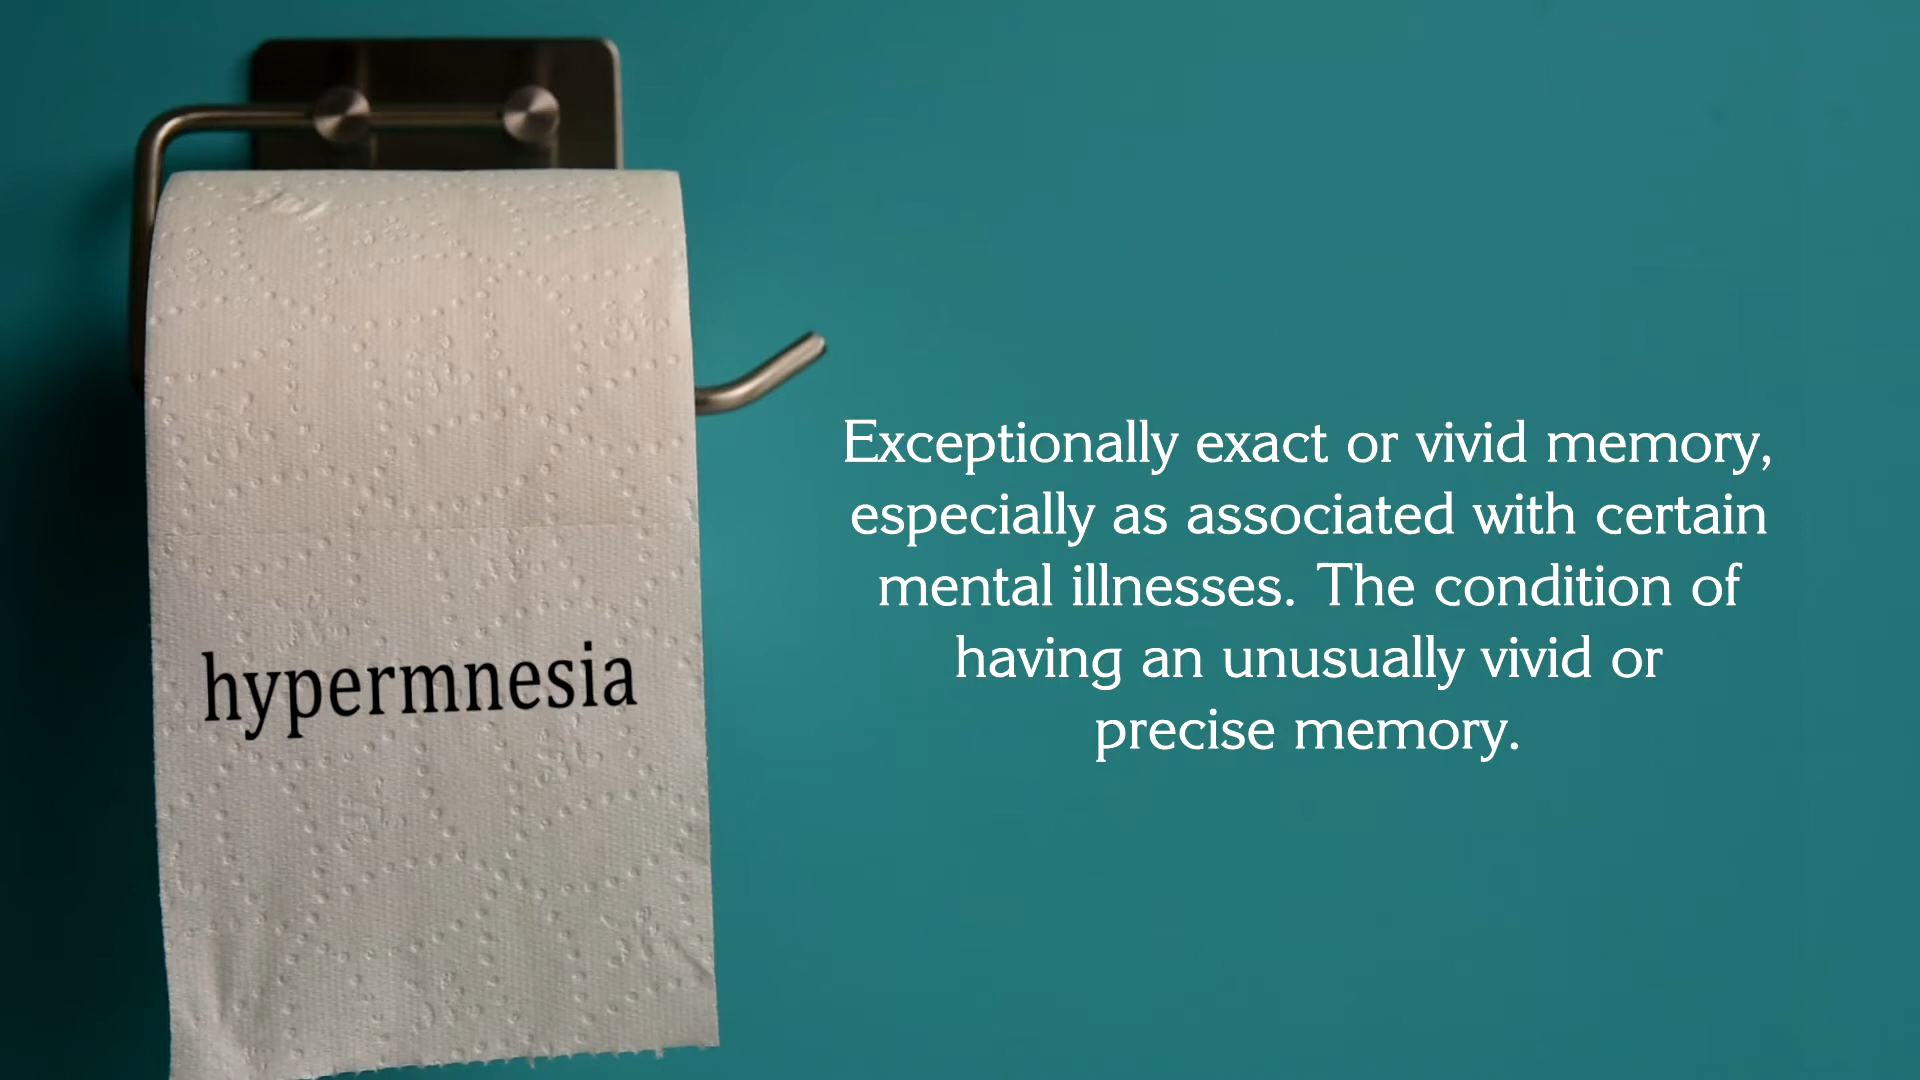 hypermnesia
Exceptionally exact or vivid memory,
especially as associated with certain
mental illnesses. The condition of
having an unusually vivid or
precise memory.